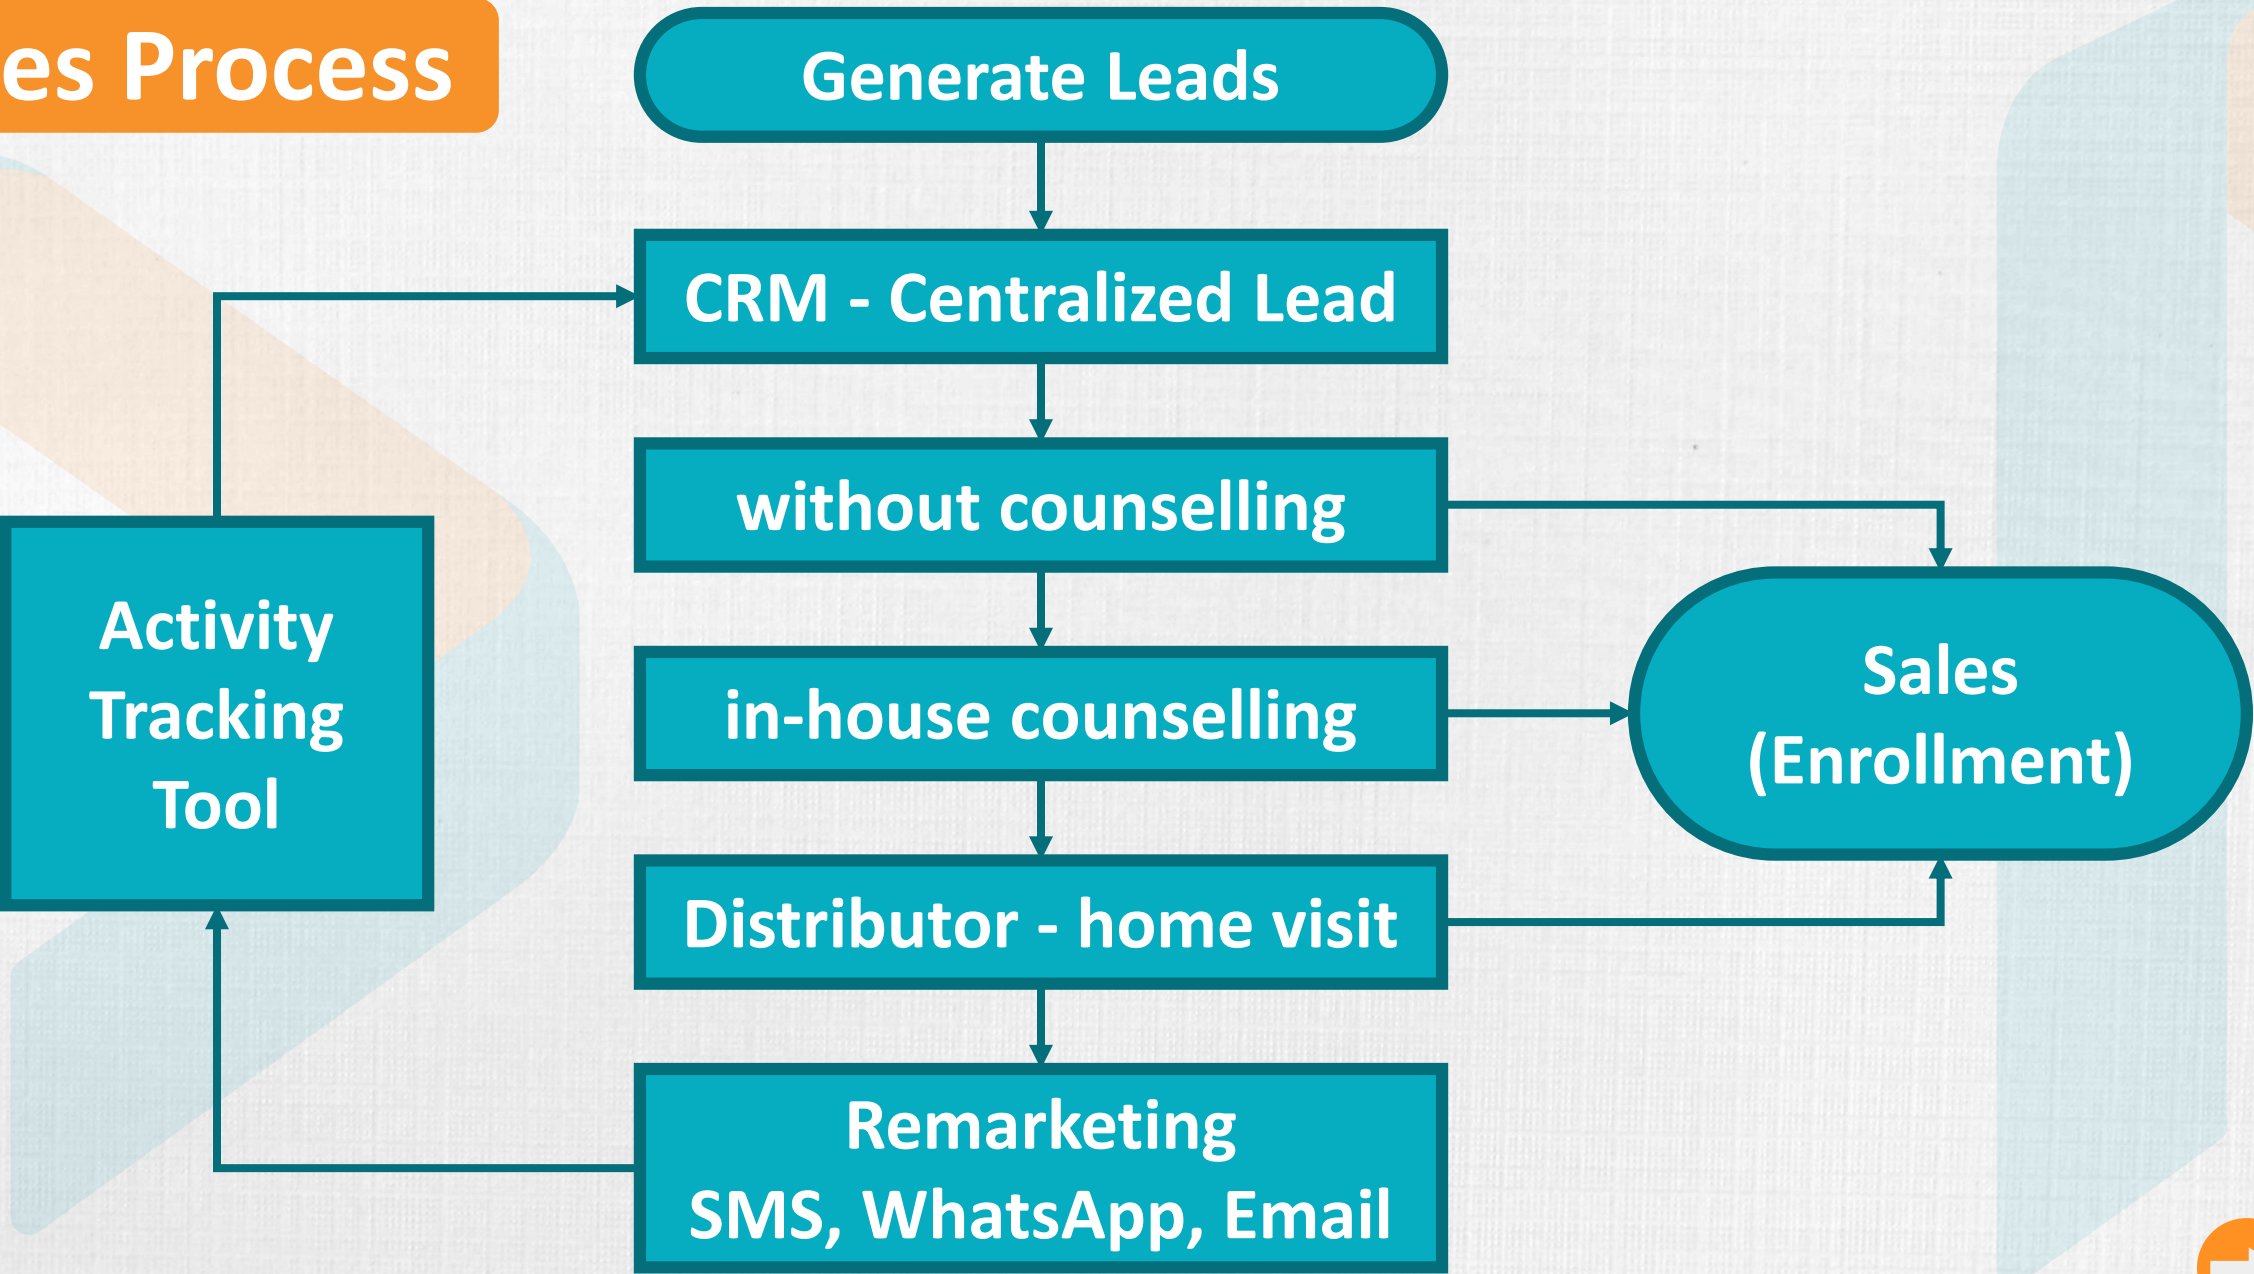 es Process
Generate Leads
CRM - Centralized Lead
without counselling
in-house counselling
Distributor - home visit
Remarketing
SMS, WhatsApp, Email
Activity
Tracking
Tool
Sales
(Enrollment)